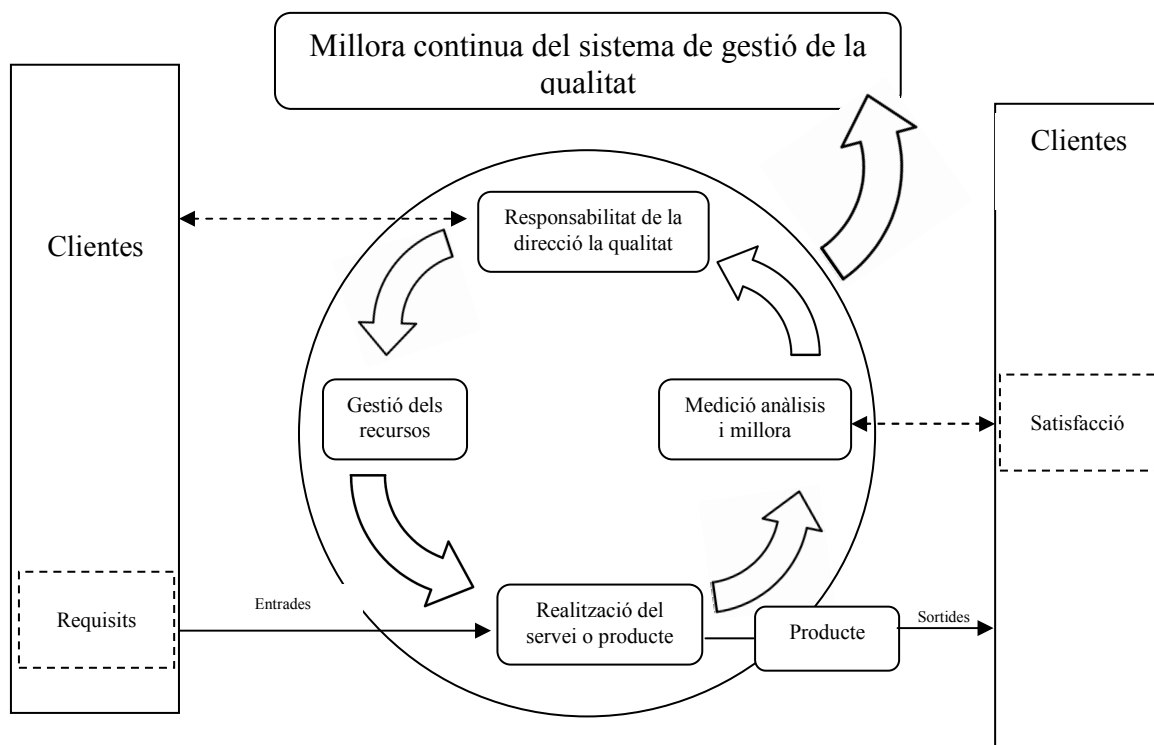 Millora continua del sistema de gestió de la
qualitat
Clientes
Clientes
Responsabilitat de la
direcció la qualitat
Gestió dels
recursos
Medició anàlisis
i millora
Satisfacció
Requisits
Entrades
Realització del
servei o producte
Producte
Sortides